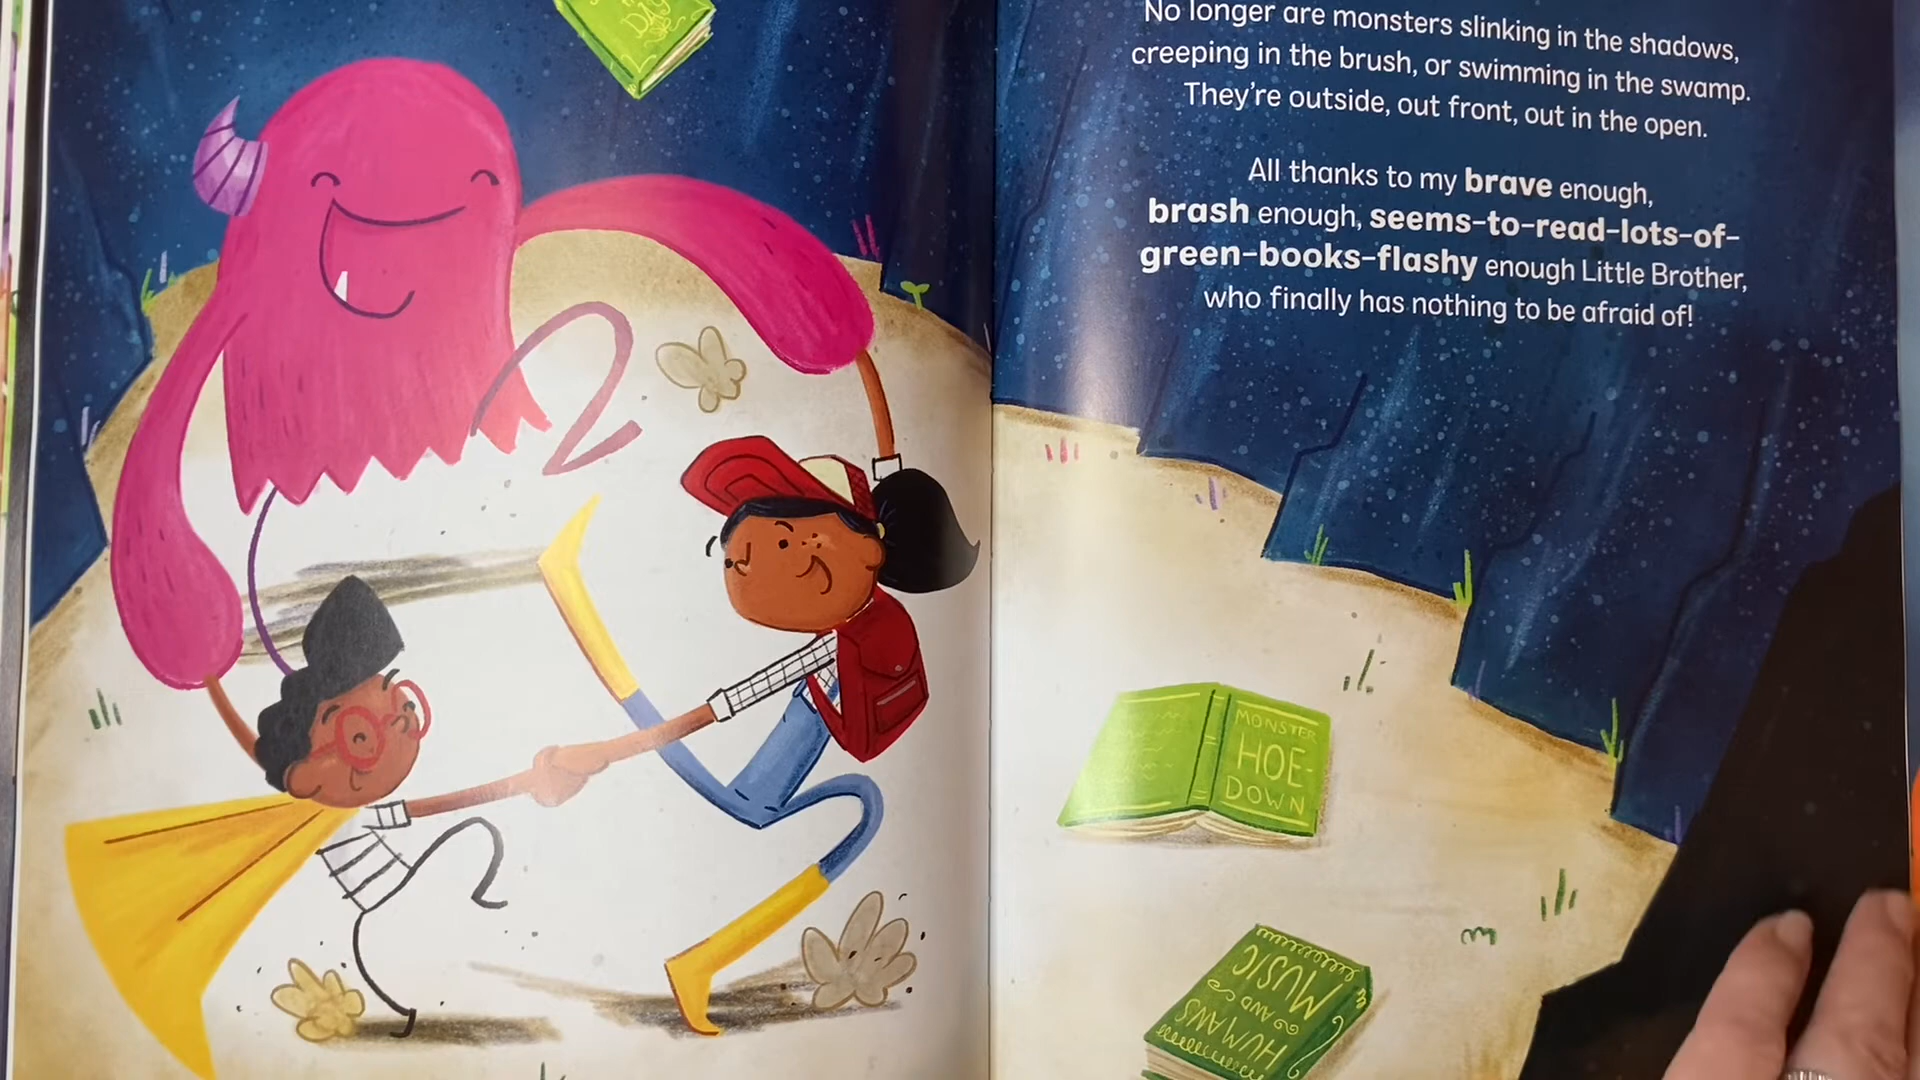 No longer are monsters slinking in the shadows,
creeping in the brush, or swimming in the swamp.
They're outside, out front, out in the open.
All thanks to my brave enough,
brash enough, seems-to-read-lots-of-
green-books-flashy enough Little Brother,
who finally has nothing to be afraid of!
MONSTER
HOE-
DOWN
HUMANS
AND
MUSIC